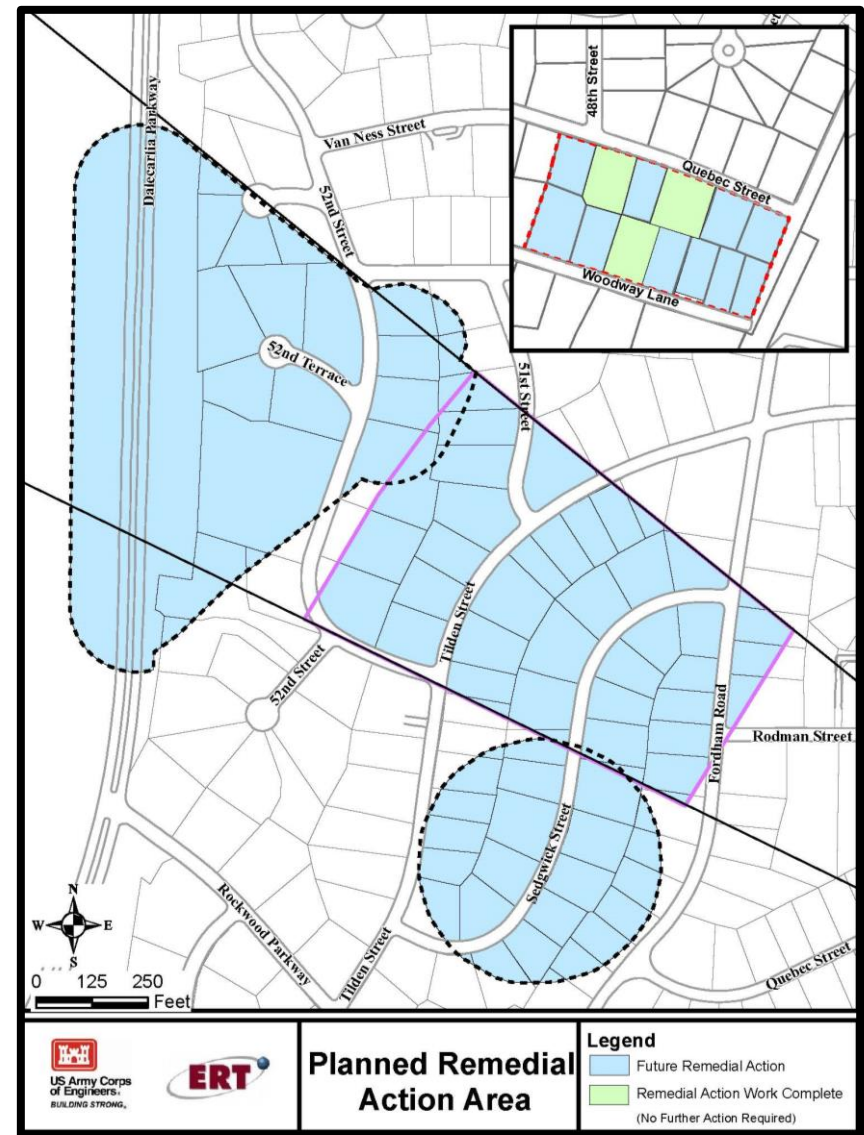 Dalecarlia Parkway
Van Ness Street
52nd Street
52nd Terrace
51st Street
48th Street
Quebec Street
Woodway Lane
Tilden Street
52nd Street
Fordham Road
Rodman Street
Sedgwick Street
Rockwood Parkway
Tilden Street
Quebec Street
N
W E
S
0 125 250
Feet
US Army Corps
of Engineers®
BUILDING STRONG®
ERT
Planned Remedial
Action Area
Legend
Future Remedial Action
Remedial Action Work Complete
(No Further Action Required)